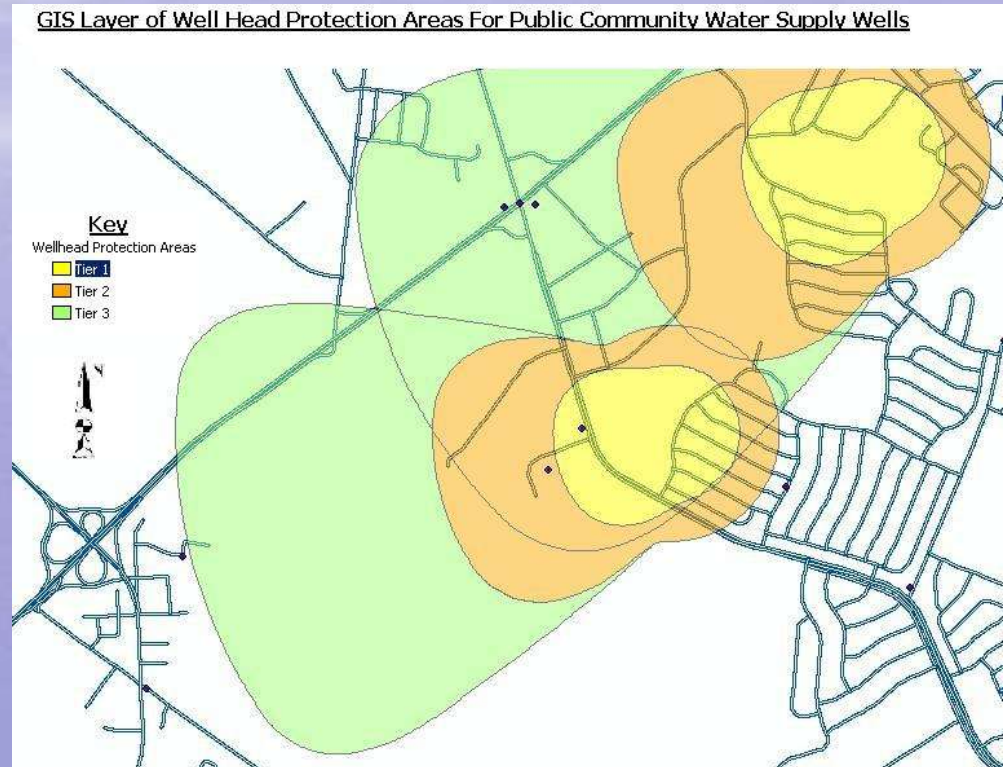 GIS Layer of Well Head Protection Areas For Public Community Water Supply Wells
Key
Wellhead Protection Areas
Tier 1
Tier 2
Tier 3